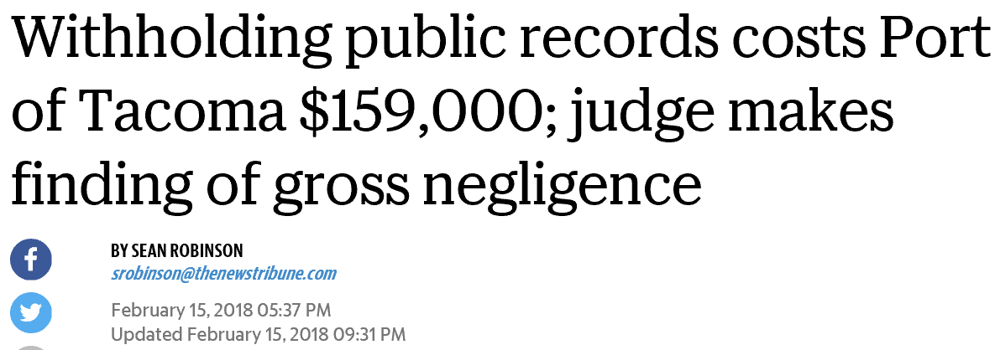 Withholding public records costs Port
of Tacoma $159,000; judge makes
finding of gross negligence
BY SEAN ROBINSON
srobinson@thenewstribune.com
February 15, 2018 05:37 PM
Updated February 15, 2018 09:31 PM